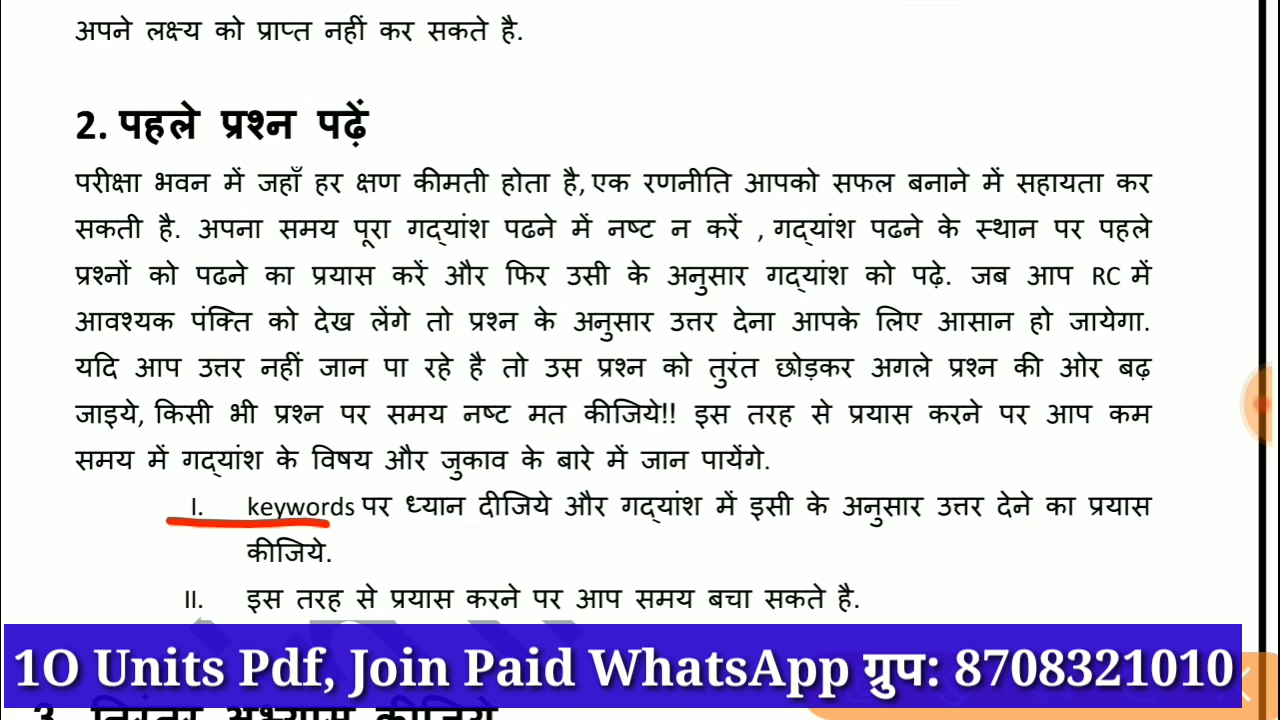 अपने लक्ष्य को प्राप्त नहीं कर सकते है.
2. पहले प्रश्न पढ़ें
परीक्षा भवन में जहाँ हर क्षण कीमती होता है, एक रणनीति आपको सफल बनाने में सहायता कर
सकती है. अपना समय पूरा गद्यांश पढने में नष्ट न करें , गद्यांश पढने के स्थान पर पहले
प्रश्नों को पढने का प्रयास करें और फिर उसी के अनुसार गद्यांश को पढ़े. जब आप RC में
आवश्यक पंक्ति को देख लेंगे तो प्रश्न के अनुसार उत्तर देना आपके लिए आसान हो जायेगा.
यदि आप उत्तर नहीं जान पा रहे है तो उस प्रश्न को तुरंत छोड़कर अगले प्रश्न की ओर बढ़
जाइये, किसी भी प्रश्न पर समय नष्ट मत कीजिये!! इस तरह से प्रयास करने पर आप कम
समय में गद्यांश के विषय और जुकाव के बारे में जान पायेंगे.
I. keywords पर ध्यान दीजिये और गद्यांश में इसी के अनुसार उत्तर देने का प्रयास
कीजिये.
II. इस तरह से प्रयास करने पर आप समय बचा सकते है.
1O Units Pdf, Join Paid WhatsApp ग्रुप: 8708321010
3. निरंतर अभ्यास कीजिये